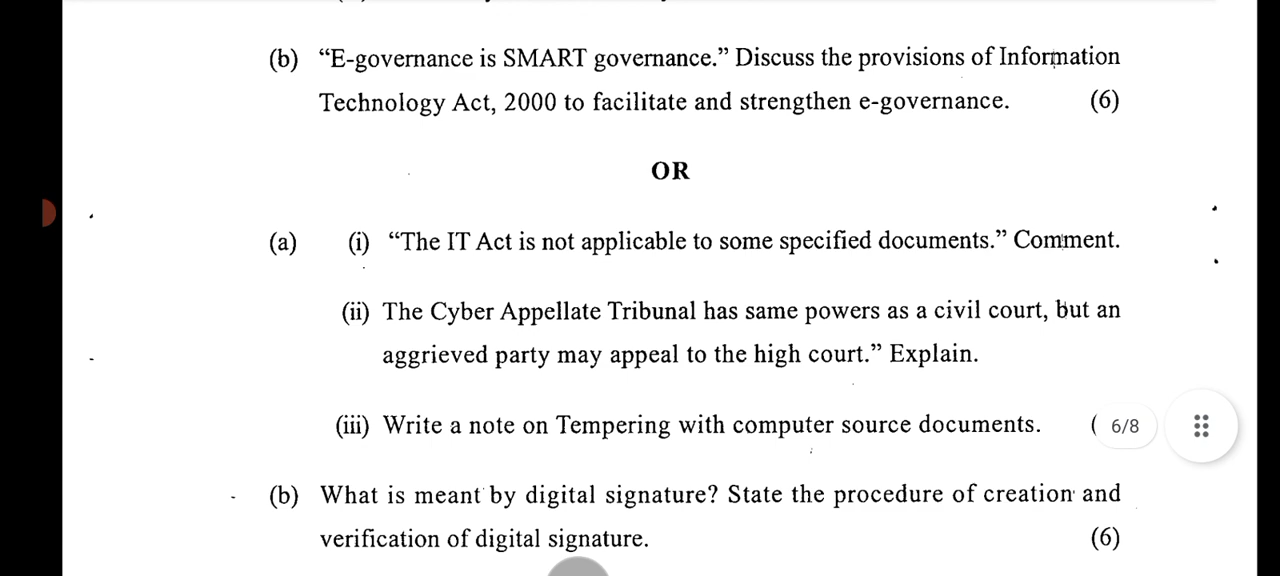 (b) “E-governance is SMART governance.” Discuss the provisions of Information
Technology Act, 2000 to facilitate and strengthen e-governance. (6)
OR
(a) (i) “The IT Act is not applicable to some specified documents.” Comment.
(ii) The Cyber Appellate Tribunal has same powers as a civil court, but an
aggrieved party may appeal to the high court.” Explain.
(iii) Write a note on Tempering with computer source documents. (
6/8
(b) What is meant by digital signature? State the procedure of creation and
verification of digital signature. (6)